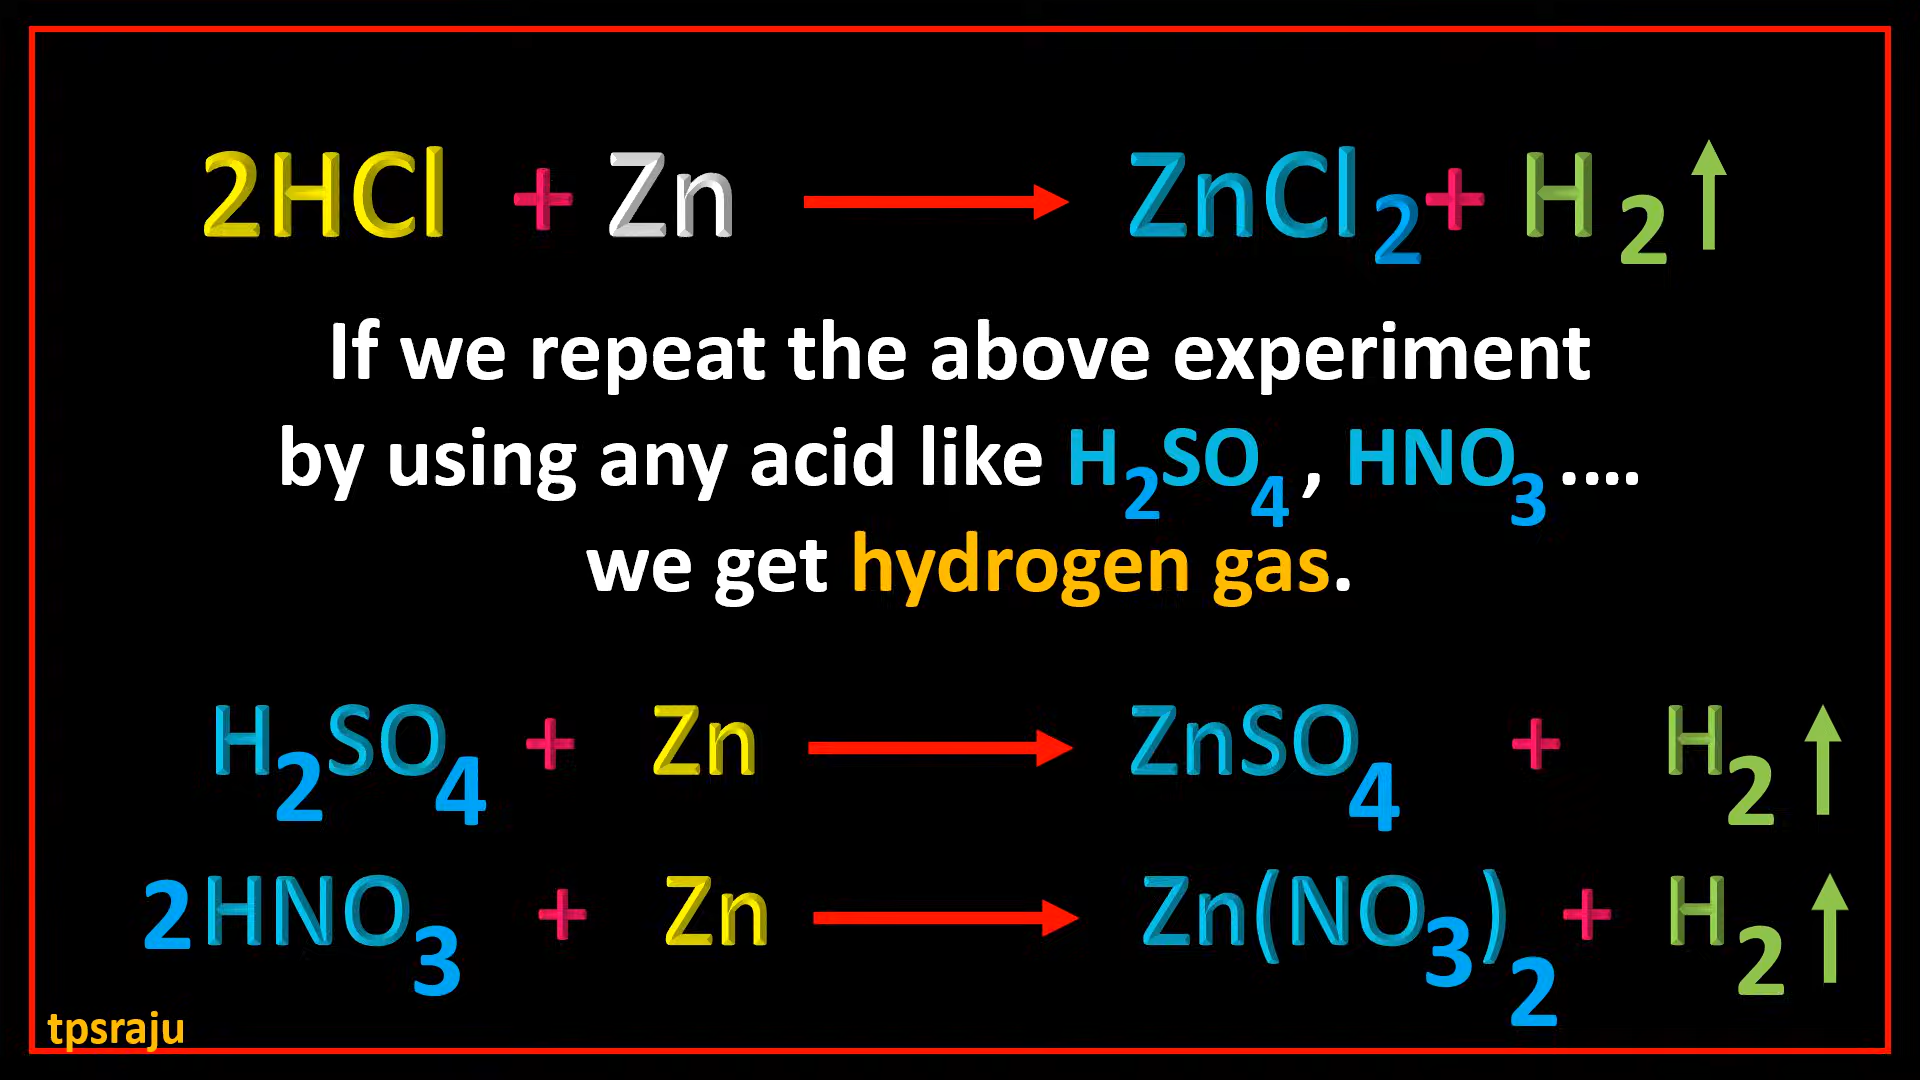 2HCl + Zn ⟶ ZnCl₂ + H₂↑
If we repeat the above experiment
by using any acid like H₂SO₄, HNO₃ ....
we get hydrogen gas.
H₂SO₄ + Zn ⟶ ZnSO₄ + H₂↑
2HNO₃ + Zn ⟶ Zn(NO₃)₂ + H₂↑
tpsraju